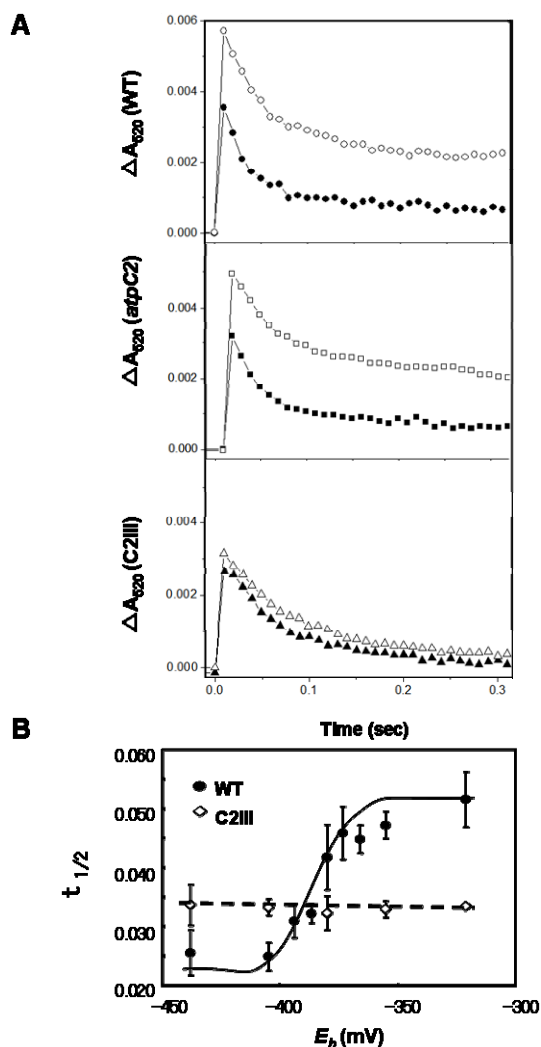 A
ΔA520 (WT)
0.006
0.004
0.002
0.000
ΔA520 (atpC2)
0.004
0.002
0.000
ΔA520 (C2III)
0.004
0.002
0.000
0.0 0.1 0.2 0.3
Time (sec)
B
t 1/2
0.060
0.050
0.040
0.030
0.020
WT
C2III
−450 −400 −350 −300
Eh (mV)